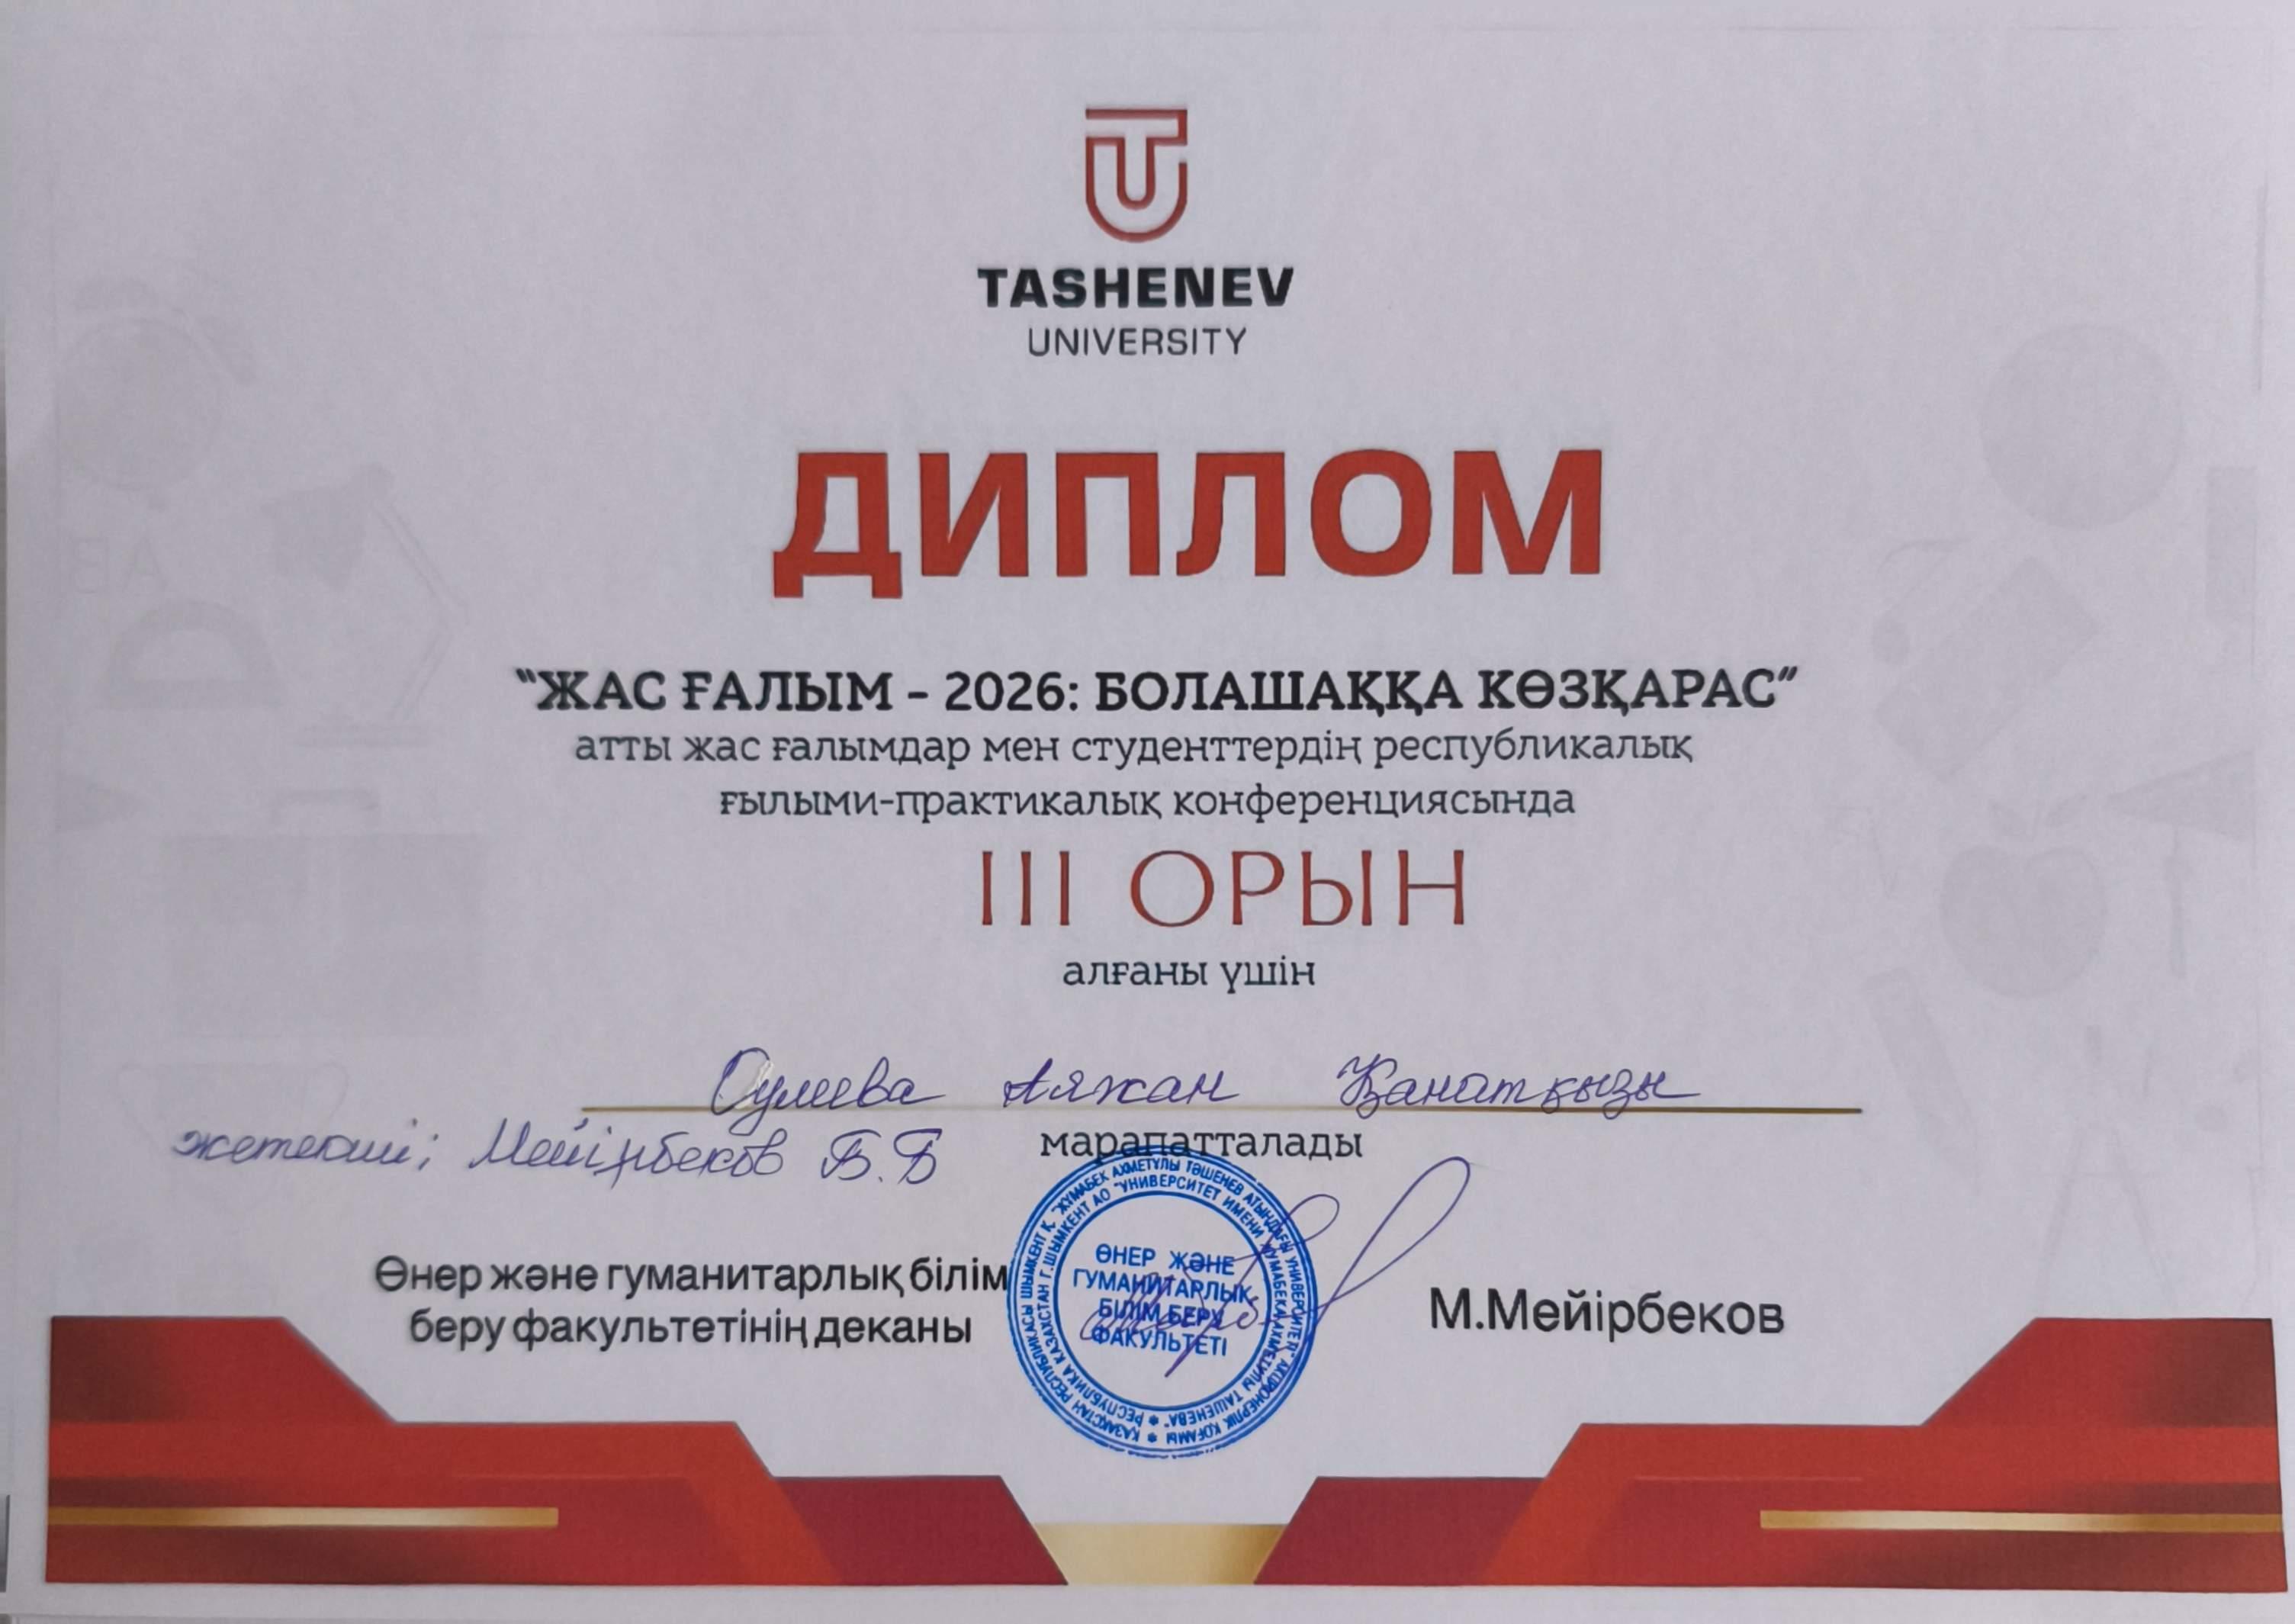 TASHENEV
UNIVERSITY
ДИПЛОМ
“ЖАС ҒАЛЫМ – 2026: БОЛАШАҚҚА КӨЗҚАРАС”
атты жас ғалымдар мен студенттердің республикалық
ғылыми-практикалық конференциясында
III ОРЫН
алғаны үшін
Аяжан Қанатқызы
жетекші; Мейірбеков Б.Б
марапатталады
Өнер және гуманитарлық білім
беру факультетінің деканы
М.Мейірбеков
ӨНЕР ЖӘНЕ
ГУМАНИТАРЛЫҚ
БІЛІМ БЕРУ
ФАКУЛЬТЕТІ